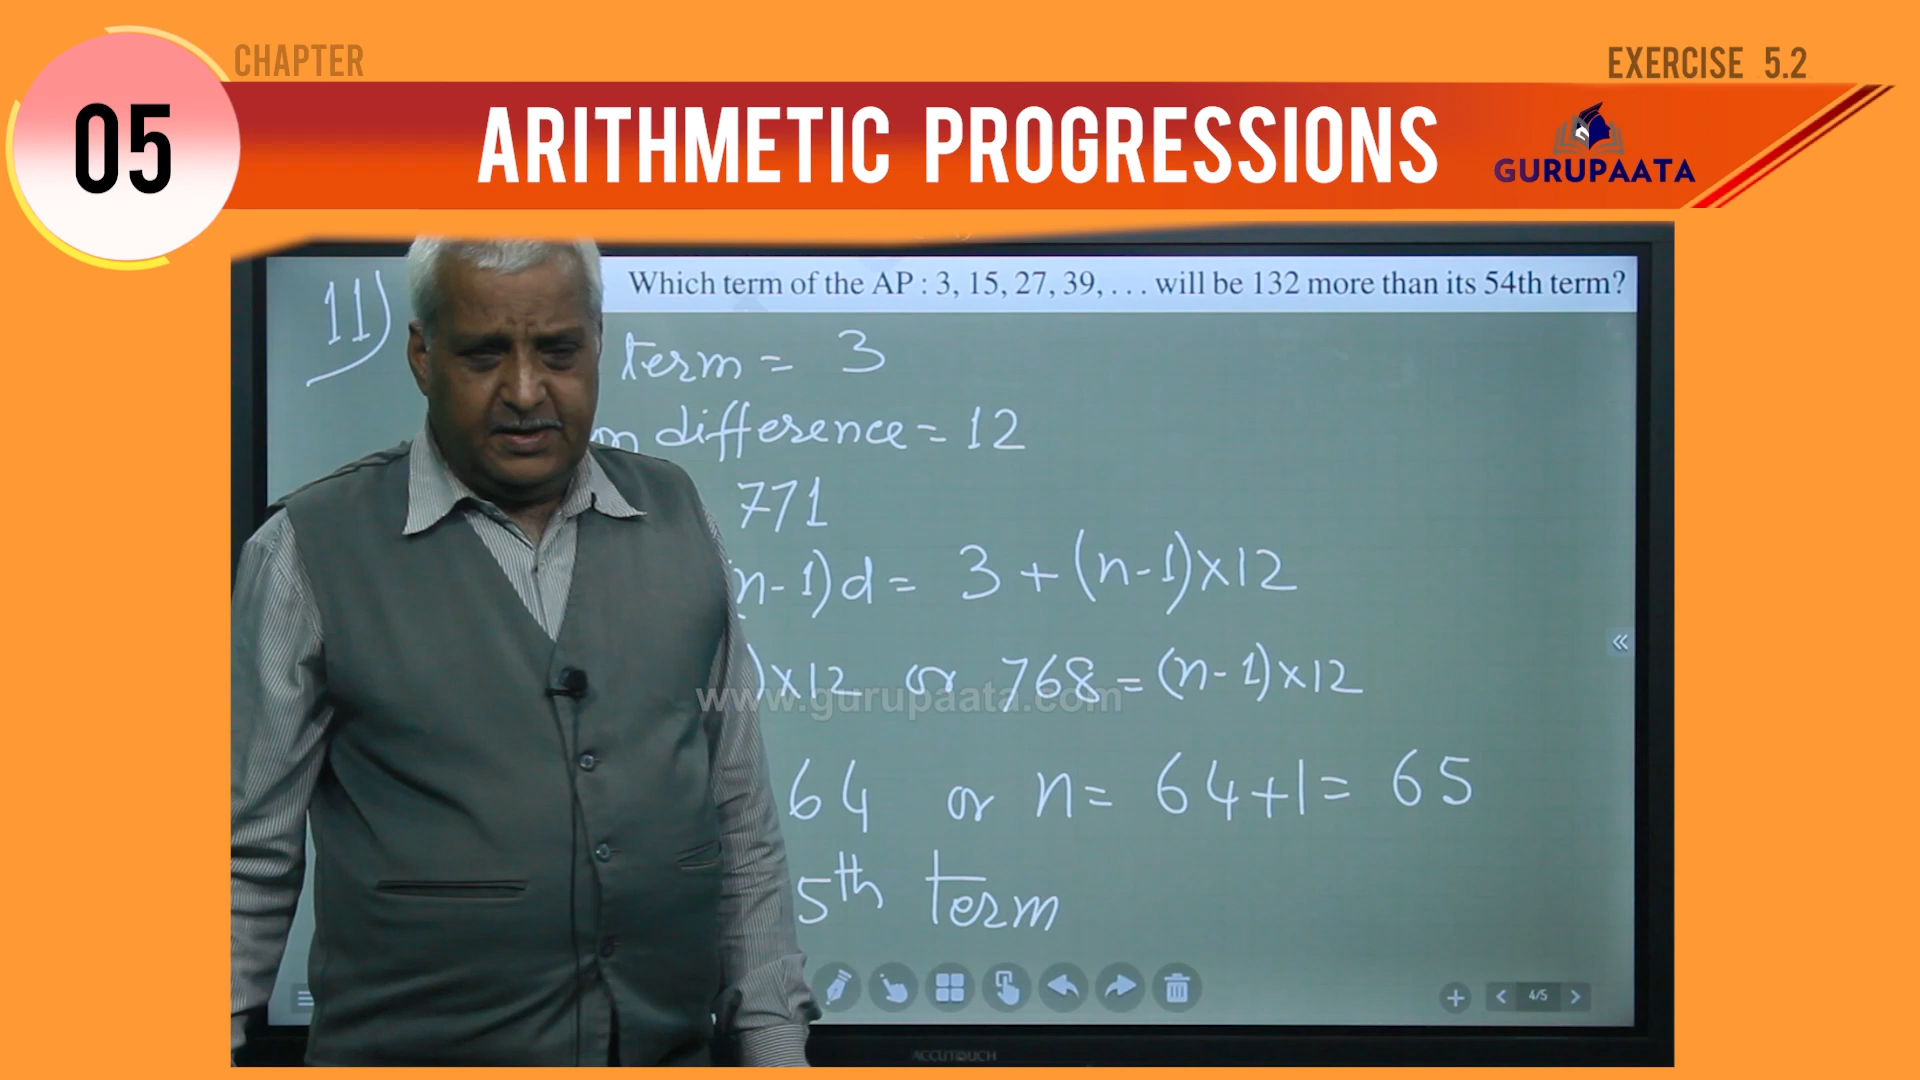 CHAPTER
EXERCISE 5.2
05
ARITHMETIC PROGRESSIONS
GURUPAATA
11)
Which term of the AP : 3, 15, 27, 39, . . . will be 132 more than its 54th term?
term = 3
m difference = 12
771
(n-1)d = 3 + (n-1)×12
)×12 or 768 = (n-1)×12
www.gurupaata.com
64 or n = 64+1 = 65
5th term
4/5
ACCUTOUCH